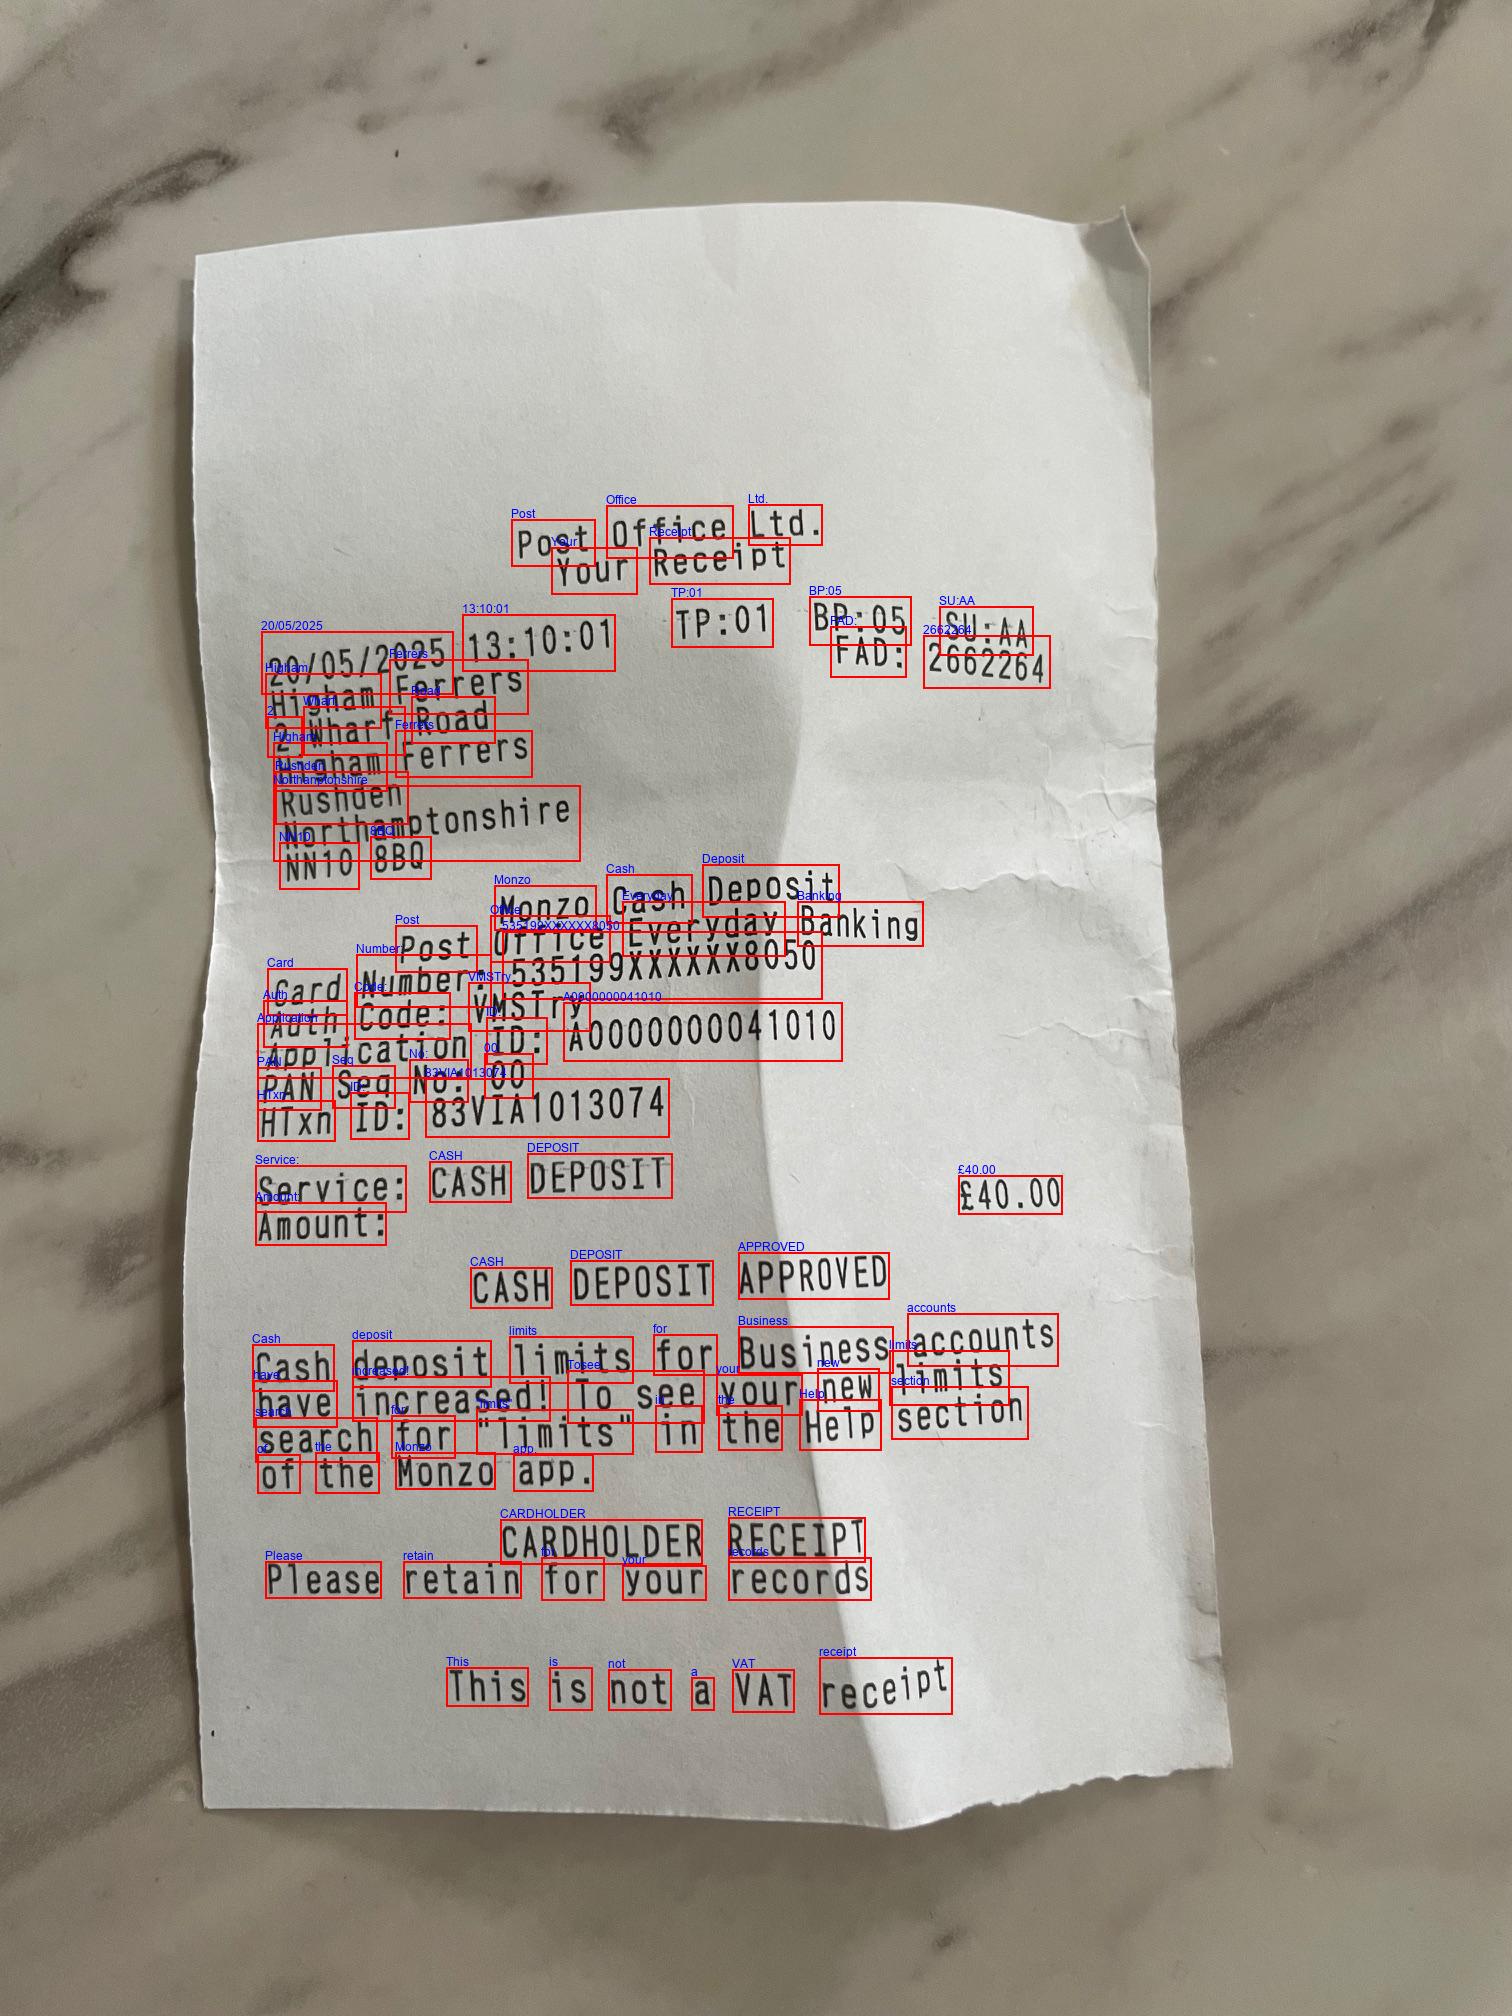 Post Office Ltd.
Your Receipt
20/05/2025 13:10:01 TP:01 BP:05 SU:AA
Higham Ferrers FAD: 2662264
2 Wharf Road
Higham Ferrers
Rushden
Northamptonshire
NN10 8BQ
Monzo Cash Deposit
Post Office Everyday Banking
Card Number: 535199XXXXXX8050
Auth Code: VMSTry
Application ID: A0000000041010
PAN Seq No: 00
HTxn ID: 83VIA1013074
Service: CASH DEPOSIT
Amount: £40.00
CASH DEPOSIT APPROVED
Cash deposit limits for Business accounts
have increased! To see your new limits
search for "limits" in the Help section
of the Monzo app.
CARDHOLDER RECEIPT
Please retain for your records
This is not a VAT receipt